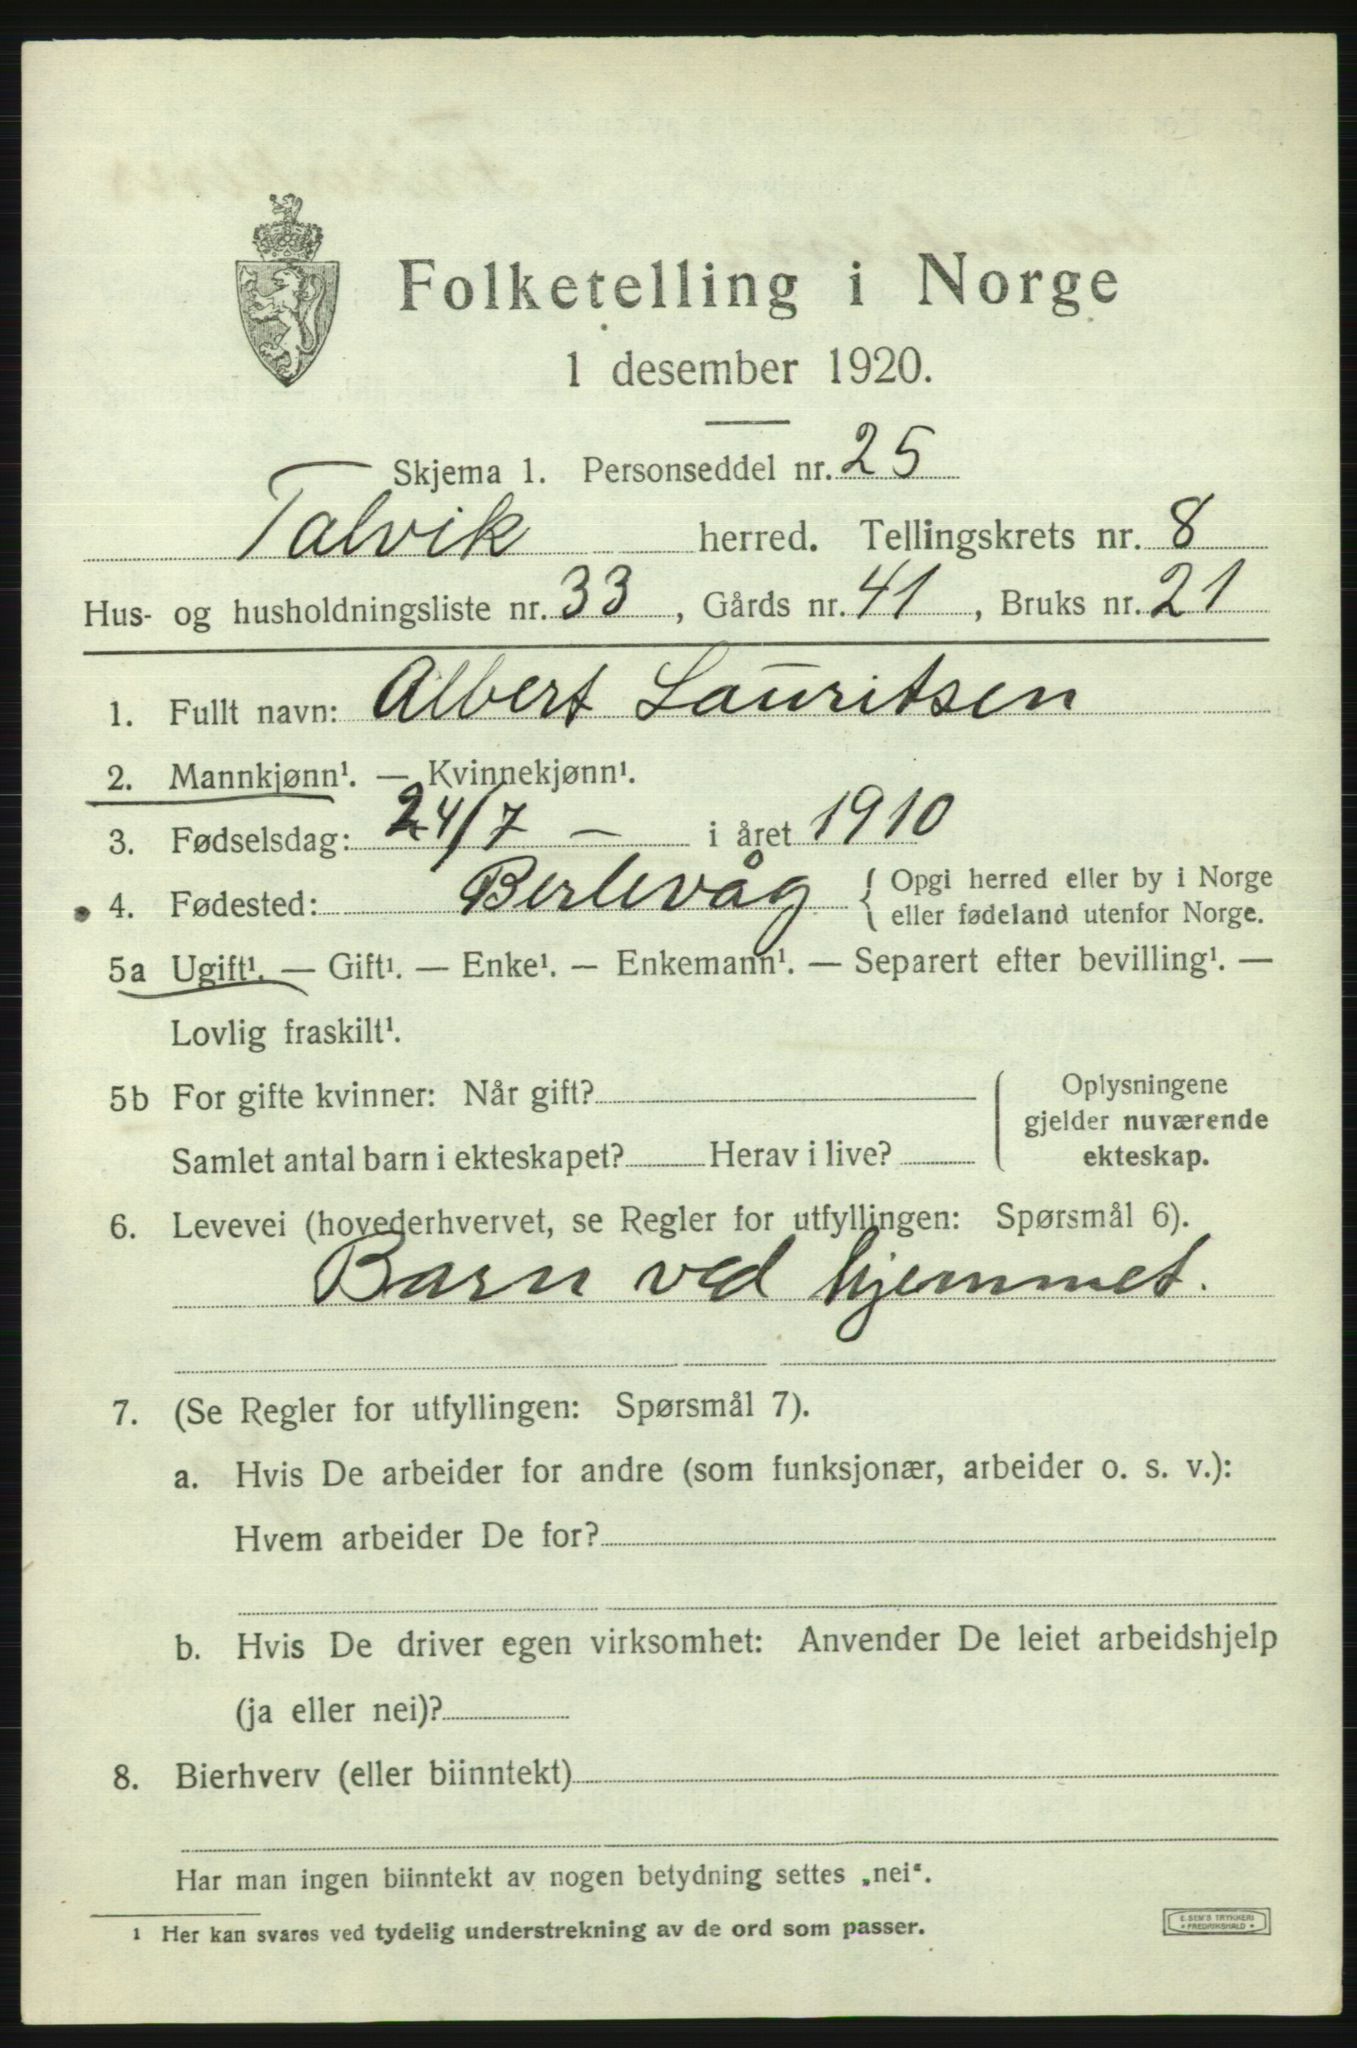 Folketelling i Norge
1 desember 1920.
Skjema 1. Personseddel nr. 25
Talvik herred. Tellingskrets nr. 8
Hus- og husholdningsliste nr. 33, Gårds nr. 41, Bruks nr. 21
1. Fullt navn: Albert Lauritsen
2. Mannkjønn¹. — Kvinnekjønn¹.
3. Fødselsdag: 24/7 — i året 1910
4. Fødested: Berlevåg { Opgi herred eller by i Norge
eller fødeland utenfor Norge.
5a Ugift¹. — Gift¹. — Enke¹. — Enkemann¹. — Separert efter bevilling¹. —
Lovlig fraskilt¹.
5b For gifte kvinner: Når gift?
Samlet antal barn i ekteskapet? Herav i live?
Oplysningene
gjelder nuværende
ekteskap.
6. Levevei (hovederhvervet, se Regler for utfyllingen: Spørsmål 6).
Barn ved hjemmet.
7. (Se Regler for utfyllingen: Spørsmål 7).
a. Hvis De arbeider for andre (som funksjonær, arbeider o. s. v.):
Hvem arbeider De for?
b. Hvis De driver egen virksomhet: Anvender De leiet arbeidshjelp
(ja eller nei)?
8. Bierhverv (eller biinntekt)
Har man ingen biinntekt av nogen betydning settes „nei“.
1 Her kan svares ved tydelig understrekning av de ord som passer.
E. SEM'S TRYKKERI
FREDRIKSHALD